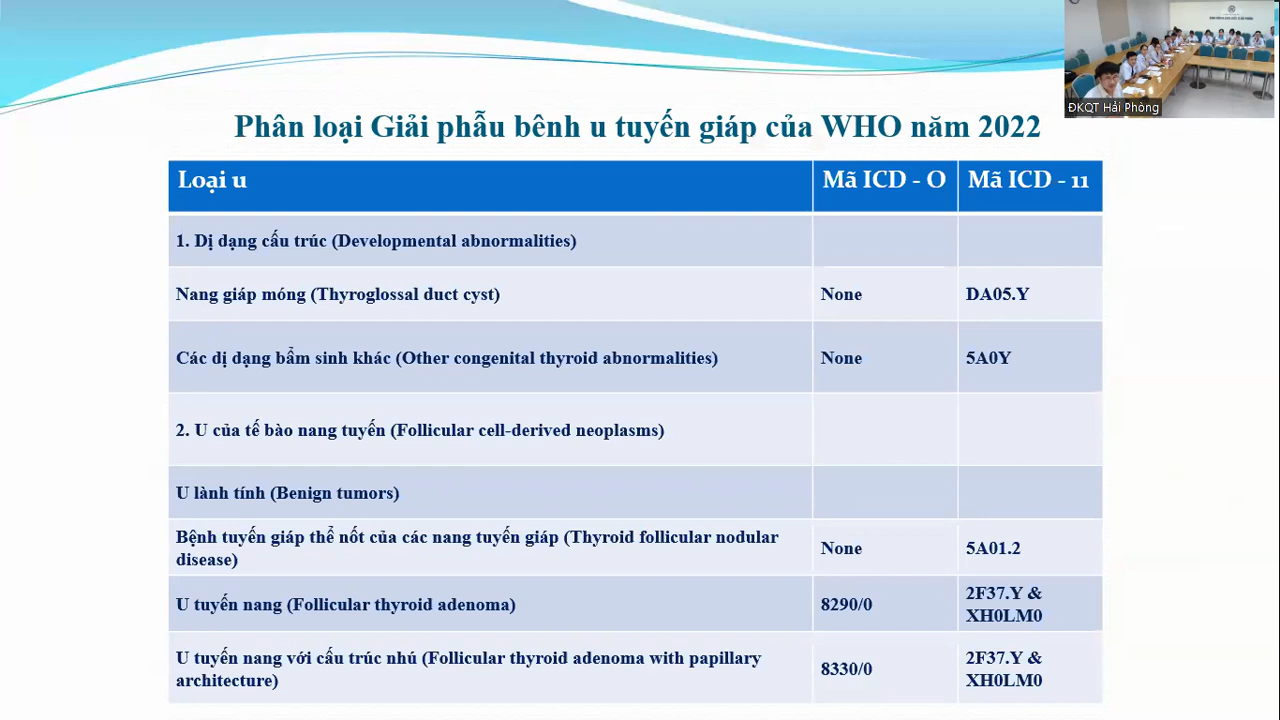 ĐKQT Hải Phòng
Phân loại Giải phẫu bênh u tuyến giáp của WHO năm 2022
Loại u Mã ICD - O Mã ICD - 11
1. Dị dạng cấu trúc (Developmental abnormalities)
Nang giáp móng (Thyroglossal duct cyst) None DA05.Y
Các dị dạng bẩm sinh khác (Other congenital thyroid abnormalities) None 5A0Y
2. U của tế bào nang tuyến (Follicular cell-derived neoplasms)
U lành tính (Benign tumors)
Bệnh tuyến giáp thể nốt của các nang tuyến giáp (Thyroid follicular nodular
disease) None 5A01.2
U tuyến nang (Follicular thyroid adenoma) 8290/0 2F37.Y &
XH0LM0
U tuyến nang với cấu trúc nhú (Follicular thyroid adenoma with papillary
architecture) 8330/0 2F37.Y &
XH0LM0